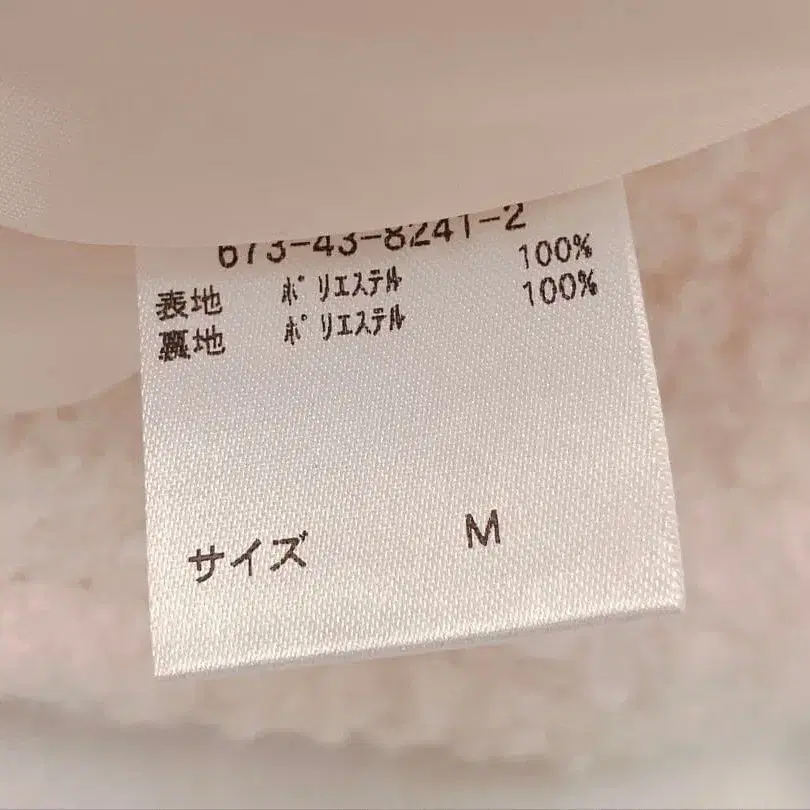 673-43-8241-2
表地 ポリエステル 100%
裏地 ポリエステル 100%
サイズ M